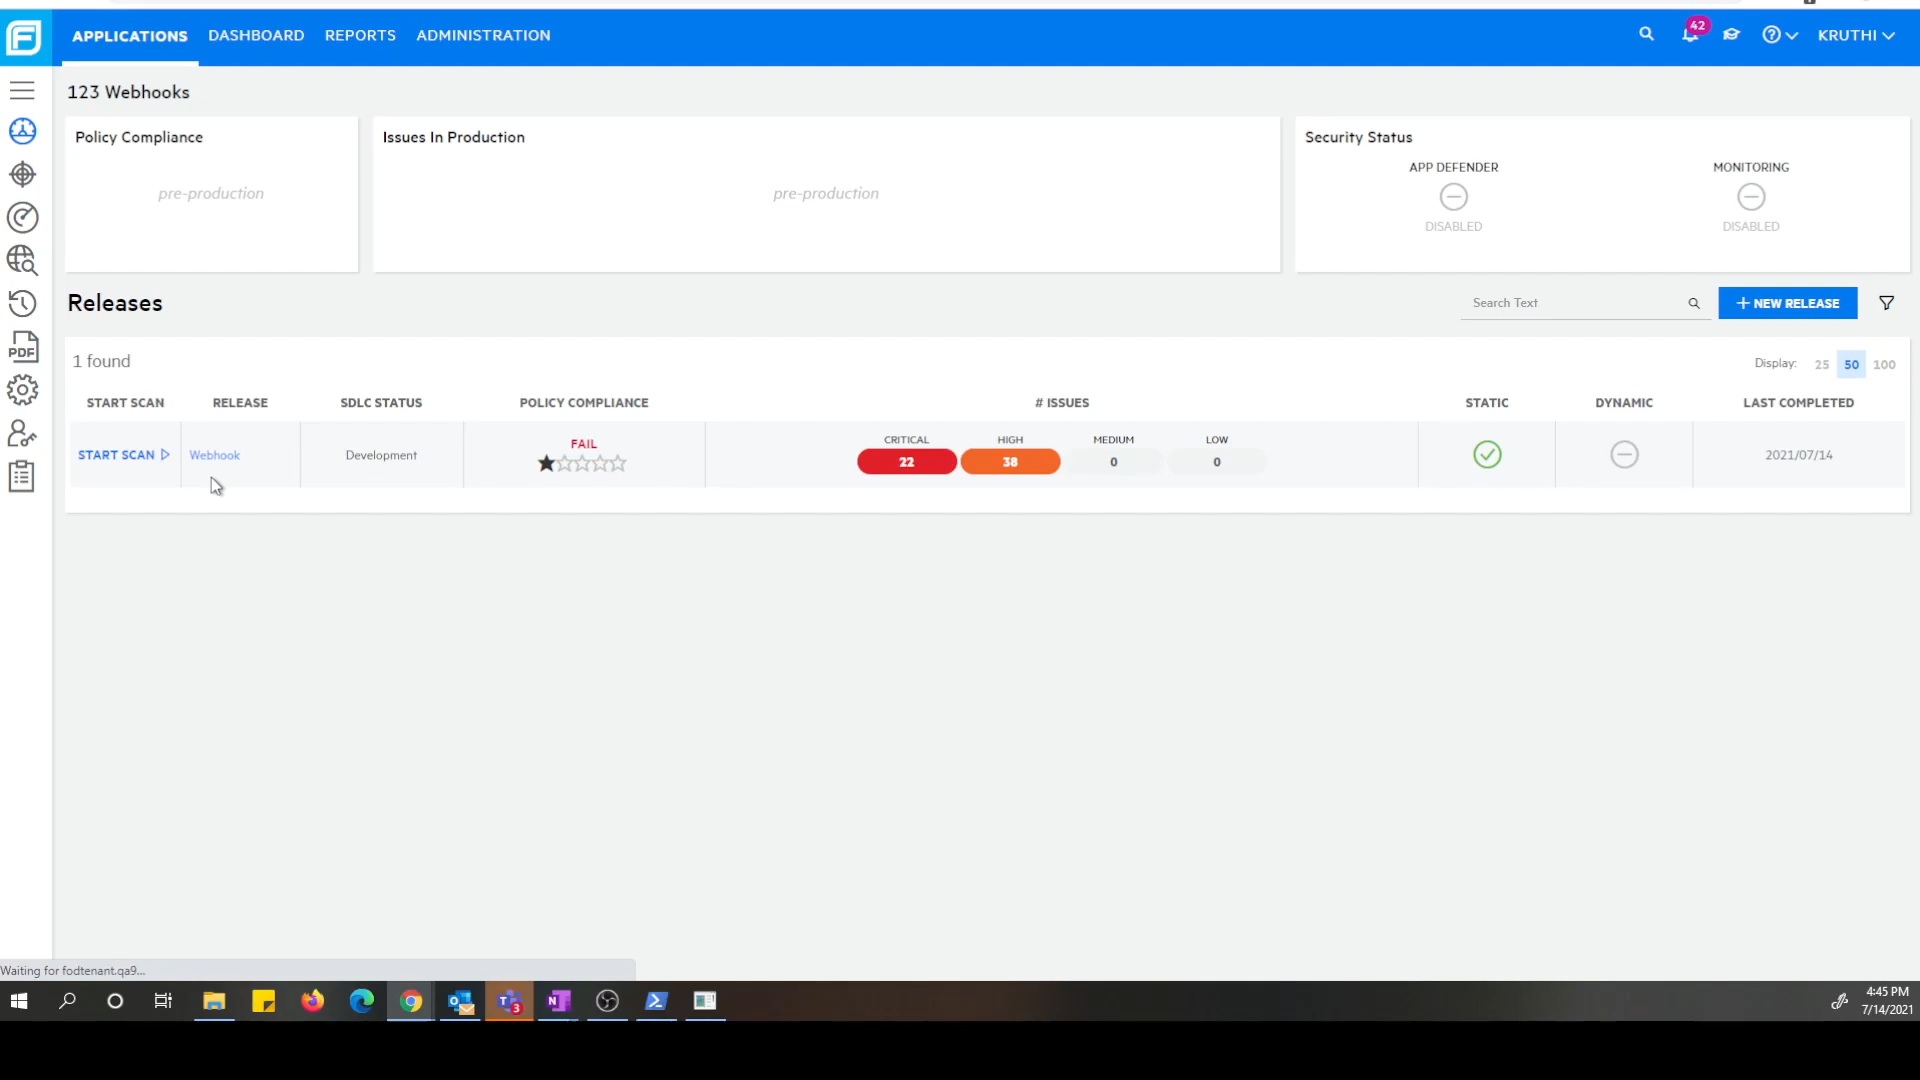 APPLICATIONS DASHBOARD REPORTS ADMINISTRATION 42 KRUTHI
123 Webhooks
Policy Compliance
pre-production
Issues In Production
pre-production
Security Status
APP DEFENDER MONITORING
DISABLED DISABLED
Releases
Search Text
NEW RELEASE
1 found
Display: 25 50 100
START SCAN RELEASE SDLC STATUS POLICY COMPLIANCE # ISSUES STATIC DYNAMIC LAST COMPLETED
START SCAN Webhook Development
FAIL
CRITICAL HIGH MEDIUM LOW
22 38 0 0
2021/07/14
PDF
Waiting for fodtenant.qa9...
3
4:45 PM
7/14/2021